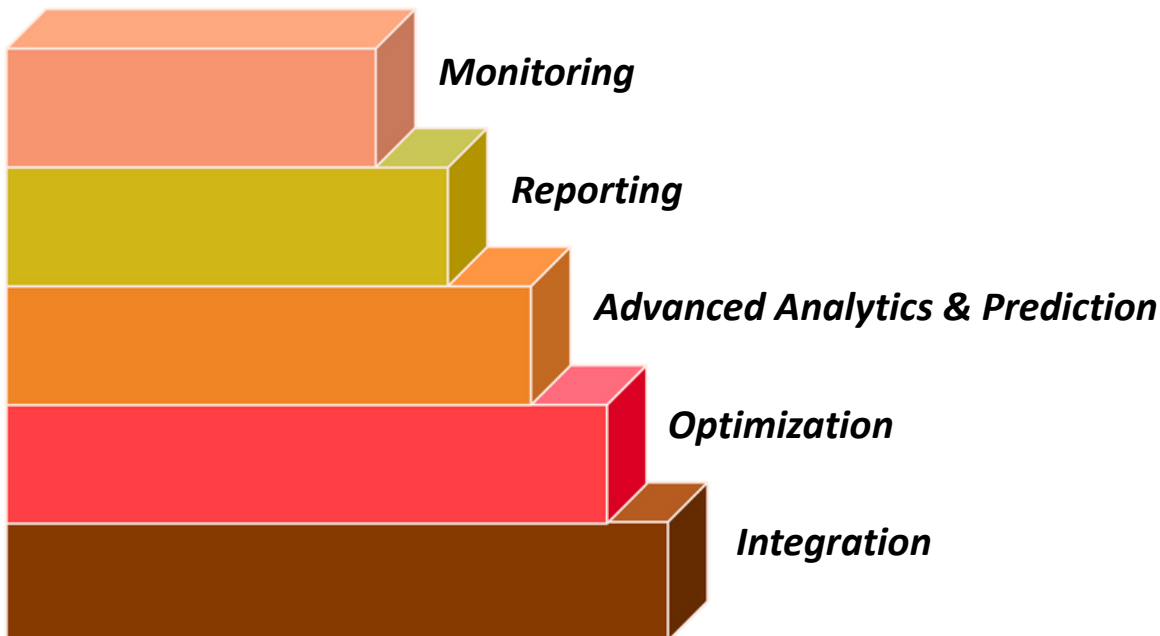 Monitoring
Reporting
Advanced Analytics & Prediction
Optimization
Integration